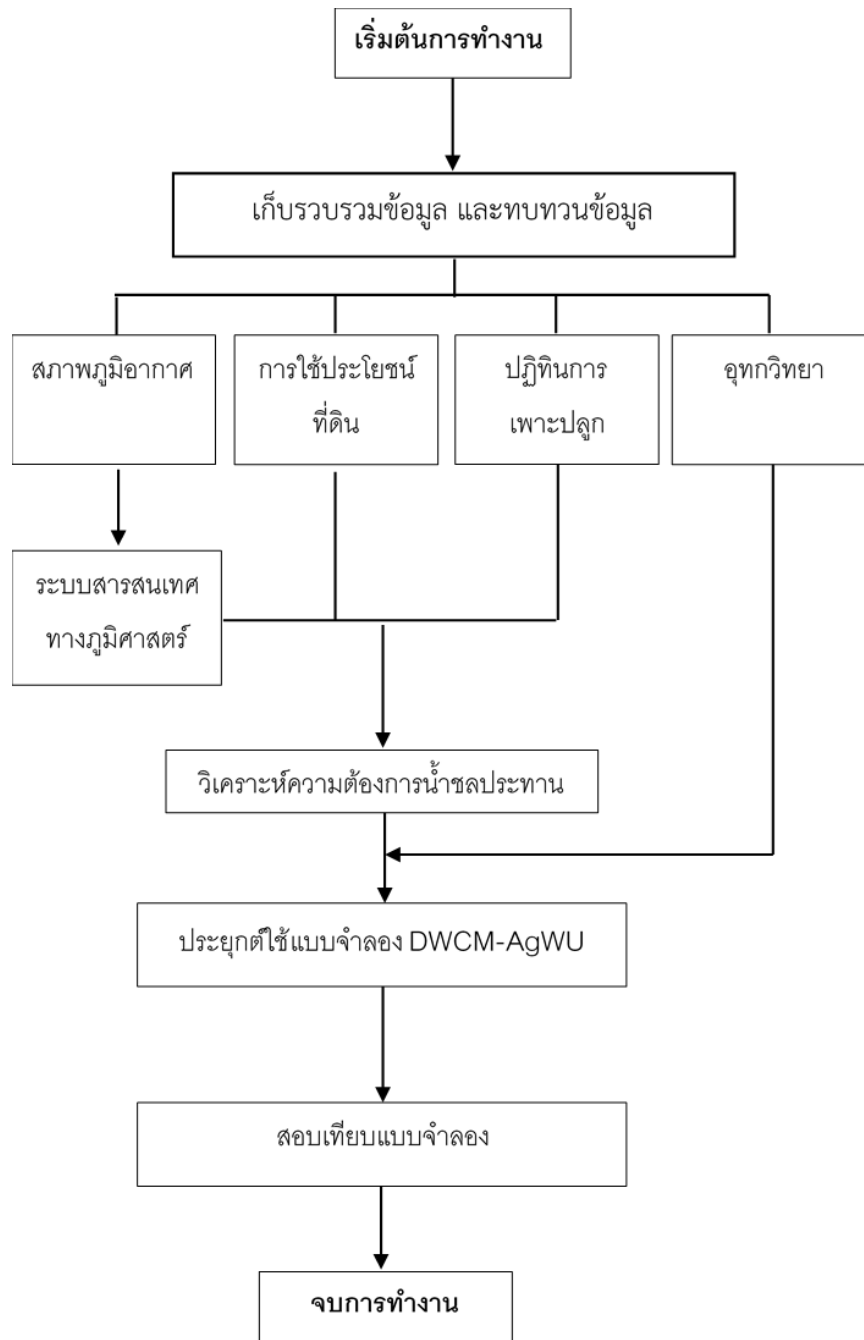 เริ่มต้นการทำงาน
เก็บรวบรวมข้อมูล และทบทวนข้อมูล
สภาพภูมิอากาศ
การใช้ประโยชน์
ที่ดิน
ปฏิทินการ
เพาะปลูก
อุทกวิทยา
ระบบสารสนเทศ
ทางภูมิศาสตร์
วิเคราะห์ความต้องการน้ำชลประทาน
ประยุกต์ใช้แบบจำลอง DWCM-AgWU
สอบเทียบแบบจำลอง
จบการทำงาน